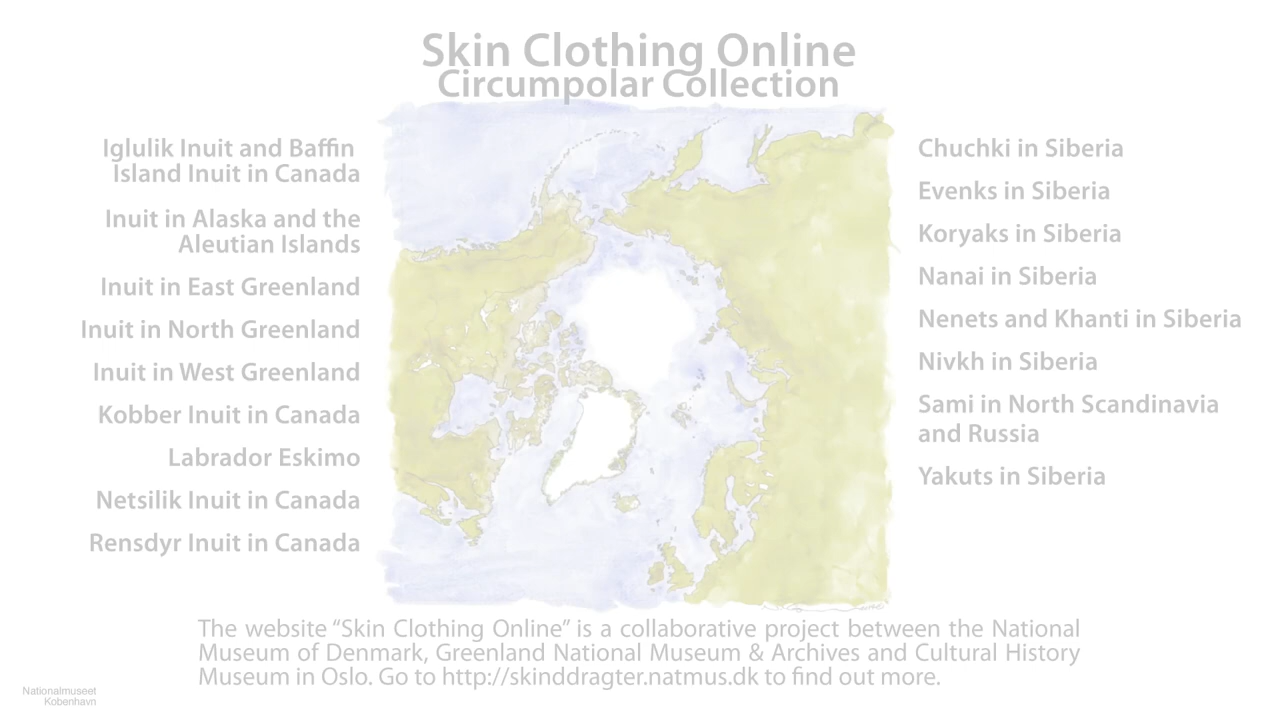 Skin Clothing Online
Circumpolar Collection
Iglulik Inuit and Baffin
Island Inuit in Canada
Inuit in Alaska and the
Aleutian Islands
Inuit in East Greenland
Inuit in North Greenland
Inuit in West Greenland
Kobber Inuit in Canada
Labrador Eskimo
Netsilik Inuit in Canada
Rensdyr Inuit in Canada
Chuchki in Siberia
Evenks in Siberia
Koryaks in Siberia
Nanai in Siberia
Nenets and Khanti in Siberia
Nivkh in Siberia
Sami in North Scandinavia
and Russia
Yakuts in Siberia
The website “Skin Clothing Online” is a collaborative project between the National
Museum of Denmark, Greenland National Museum & Archives and Cultural History
Museum in Oslo. Go to http://skinddragter.natmus.dk to find out more.
Nationalmuseet
Kobenhavn